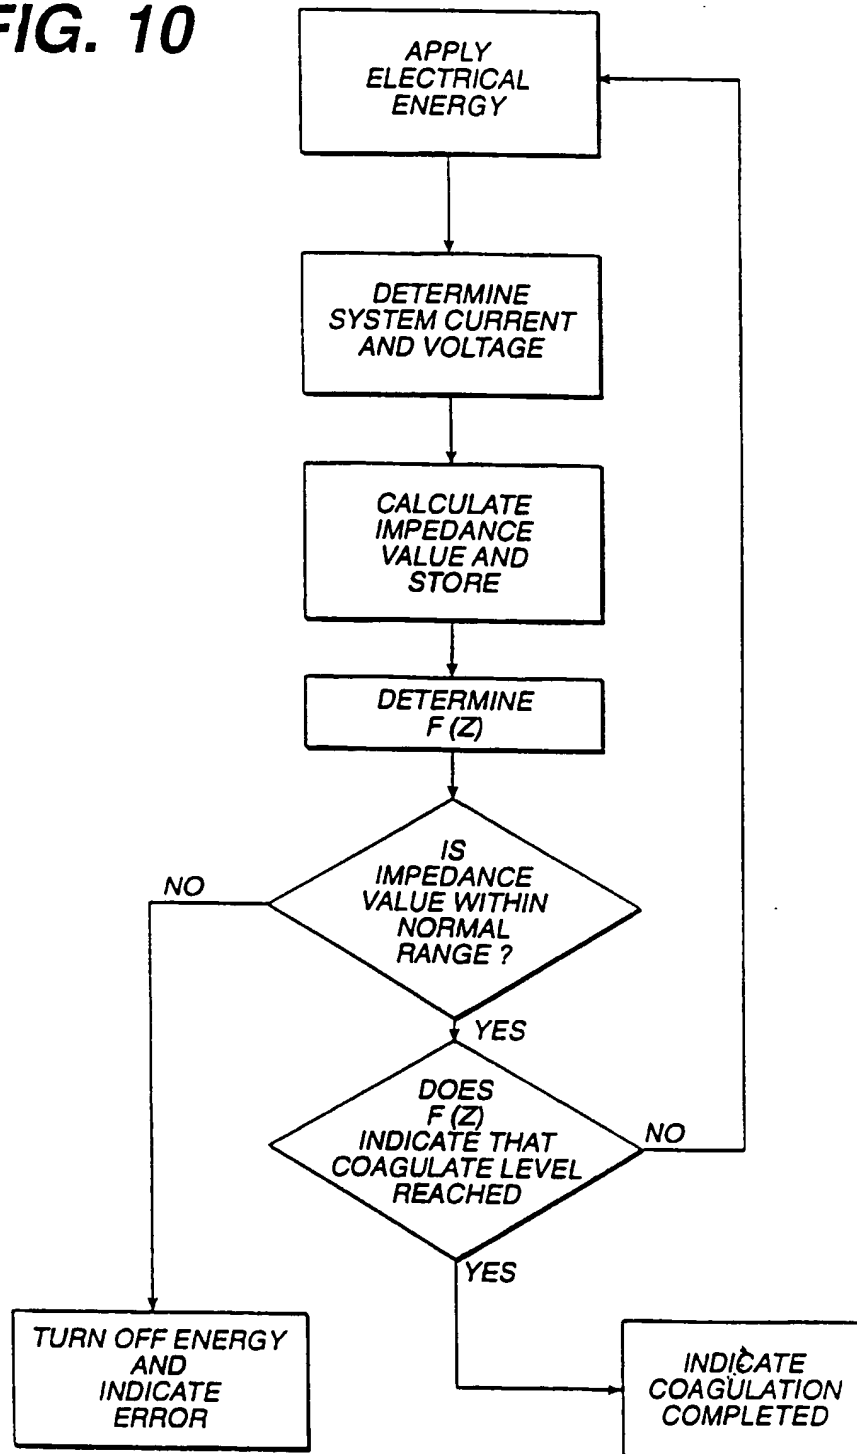 FIG. 10
APPLY
ELECTRICAL
ENERGY
DETERMINE
SYSTEM CURRENT
AND VOLTAGE
CALCULATE
IMPEDANCE
VALUE AND
STORE
DETERMINE
F (Z)
IS
IMPEDANCE
VALUE WITHIN
NORMAL
RANGE ?
NO
YES
DOES
F (Z)
INDICATE THAT
COAGULATE LEVEL
REACHED
NO
YES
TURN OFF ENERGY
AND
INDICATE
ERROR
INDICATE
COAGULATION
COMPLETED